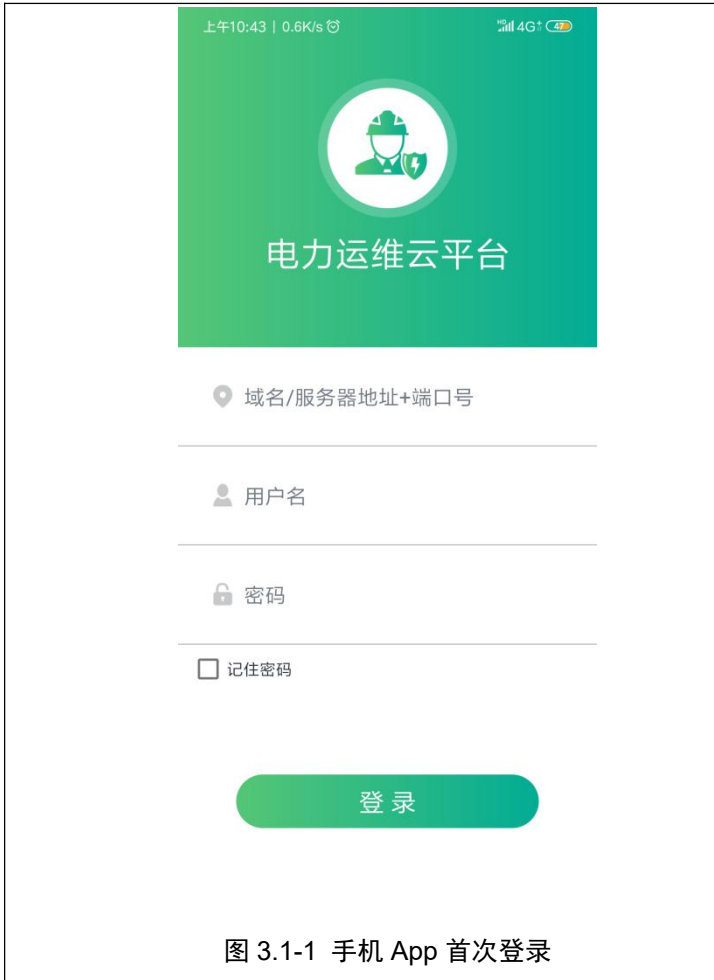 上午10:43 | 0.6K/s
HD 4G 47
电力运维云平台
域名/服务器地址+端口号
用户名
密码
记住密码
登 录
图 3.1-1 手机 App 首次登录